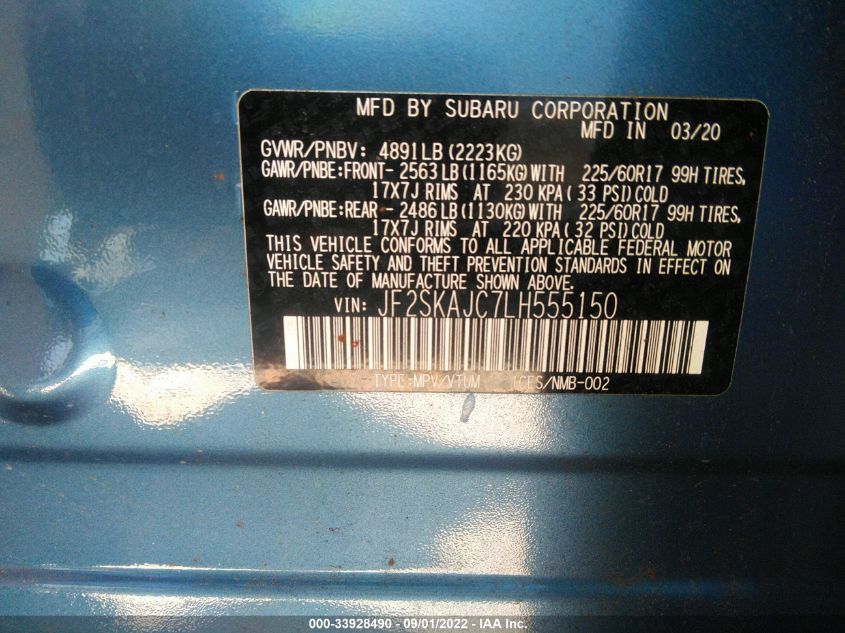 MFD BY SUBARU CORPORATION
MFD IN 03/20
GVWR/PNBV: 4891LB(2223KG)
GAWR/PNBE:FRONT- 2563LB(1165KG)WITH 225/60R17 99H TIRES,
17X7J RIMS AT 230 KPA( 33 PSI)COLD
GAWR/PNBE:REAR - 2486LB(1130KG)WITH 225/60R17 99H TIRES,
17X7J RIMS AT 220 KPA( 32 PSI)COLD
THIS VEHICLE CONFORMS TO ALL APPLICABLE FEDERAL MOTOR
VEHICLE SAFETY AND THEFT PREVENTION STANDARDS IN EFFECT ON
THE DATE OF MANUFACTURE SHOWN ABOVE.
VIN: JF2SKAJC7LH555150
TYPE:MPV/VTUM ICES/NMB-002
000-33928490 - 09/01/2022 - © IAA Inc.